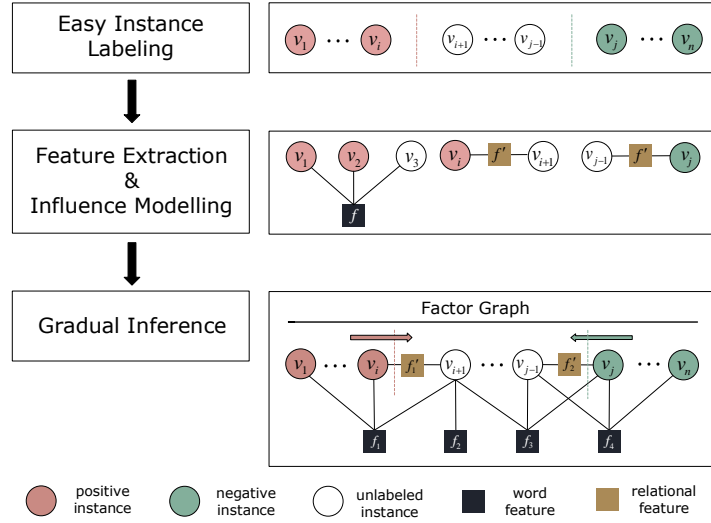 Easy Instance
Labeling
v1 ... vi vi+1 ... vj-1 vj ... vn
Feature Extraction
&
Influence Modelling
v1 v2 v3 vi f' vi+1 vj-1 f' vj
f
Gradual Inference
Factor Graph
v1 ... vi f1' vi+1 ... vj-1 f2' vj ... vn
f1 f2 f3 f4
positive
instance
negative
instance
unlabeled
instance
word
feature
relational
feature